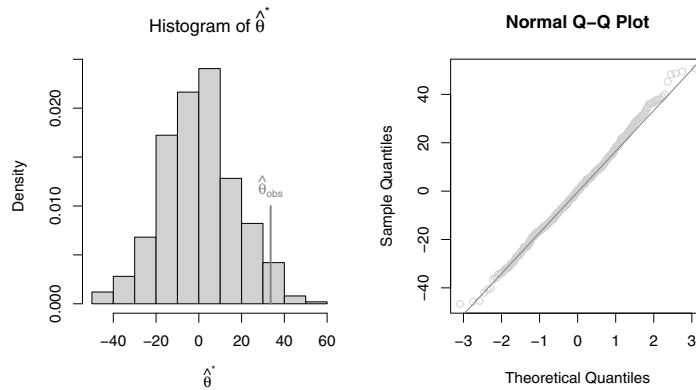 Histogram of θ̂*
Density
0.000
0.010
0.020
θ̂obs
−40 −20 0 20 40 60
θ̂*
Normal Q−Q Plot
Sample Quantiles
−40
−20
0
20
40
−3 −2 −1 0 1 2 3
Theoretical Quantiles